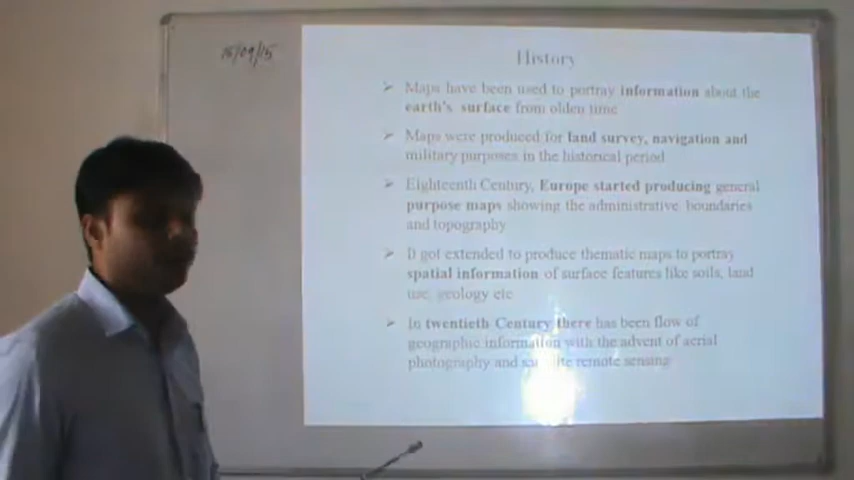 15/09/15
History
➢ Maps have been used to portray information about the
earth's surface from olden time
➢ Maps were produced for land survey, navigation and
military purposes in the historical period
➢ Eighteenth Century, Europe started producing general
purpose maps showing the administrative boundaries
and topography
➢ It got extended to produce thematic maps to portray
spatial information of surface features like soils, land
use, geology etc
➢ In twentieth Century there has been flow of
geographic information with the advent of aerial
photography and satellite remote sensing